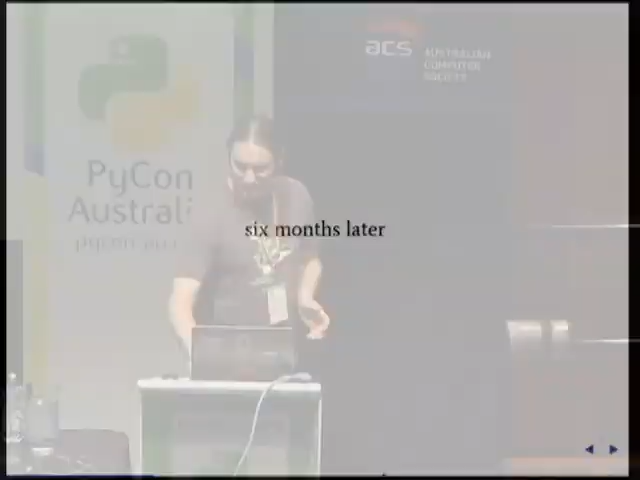 PyCon
Australi
acs
AUSTRALIAN
COMPUTER
SOCIETY
six months later